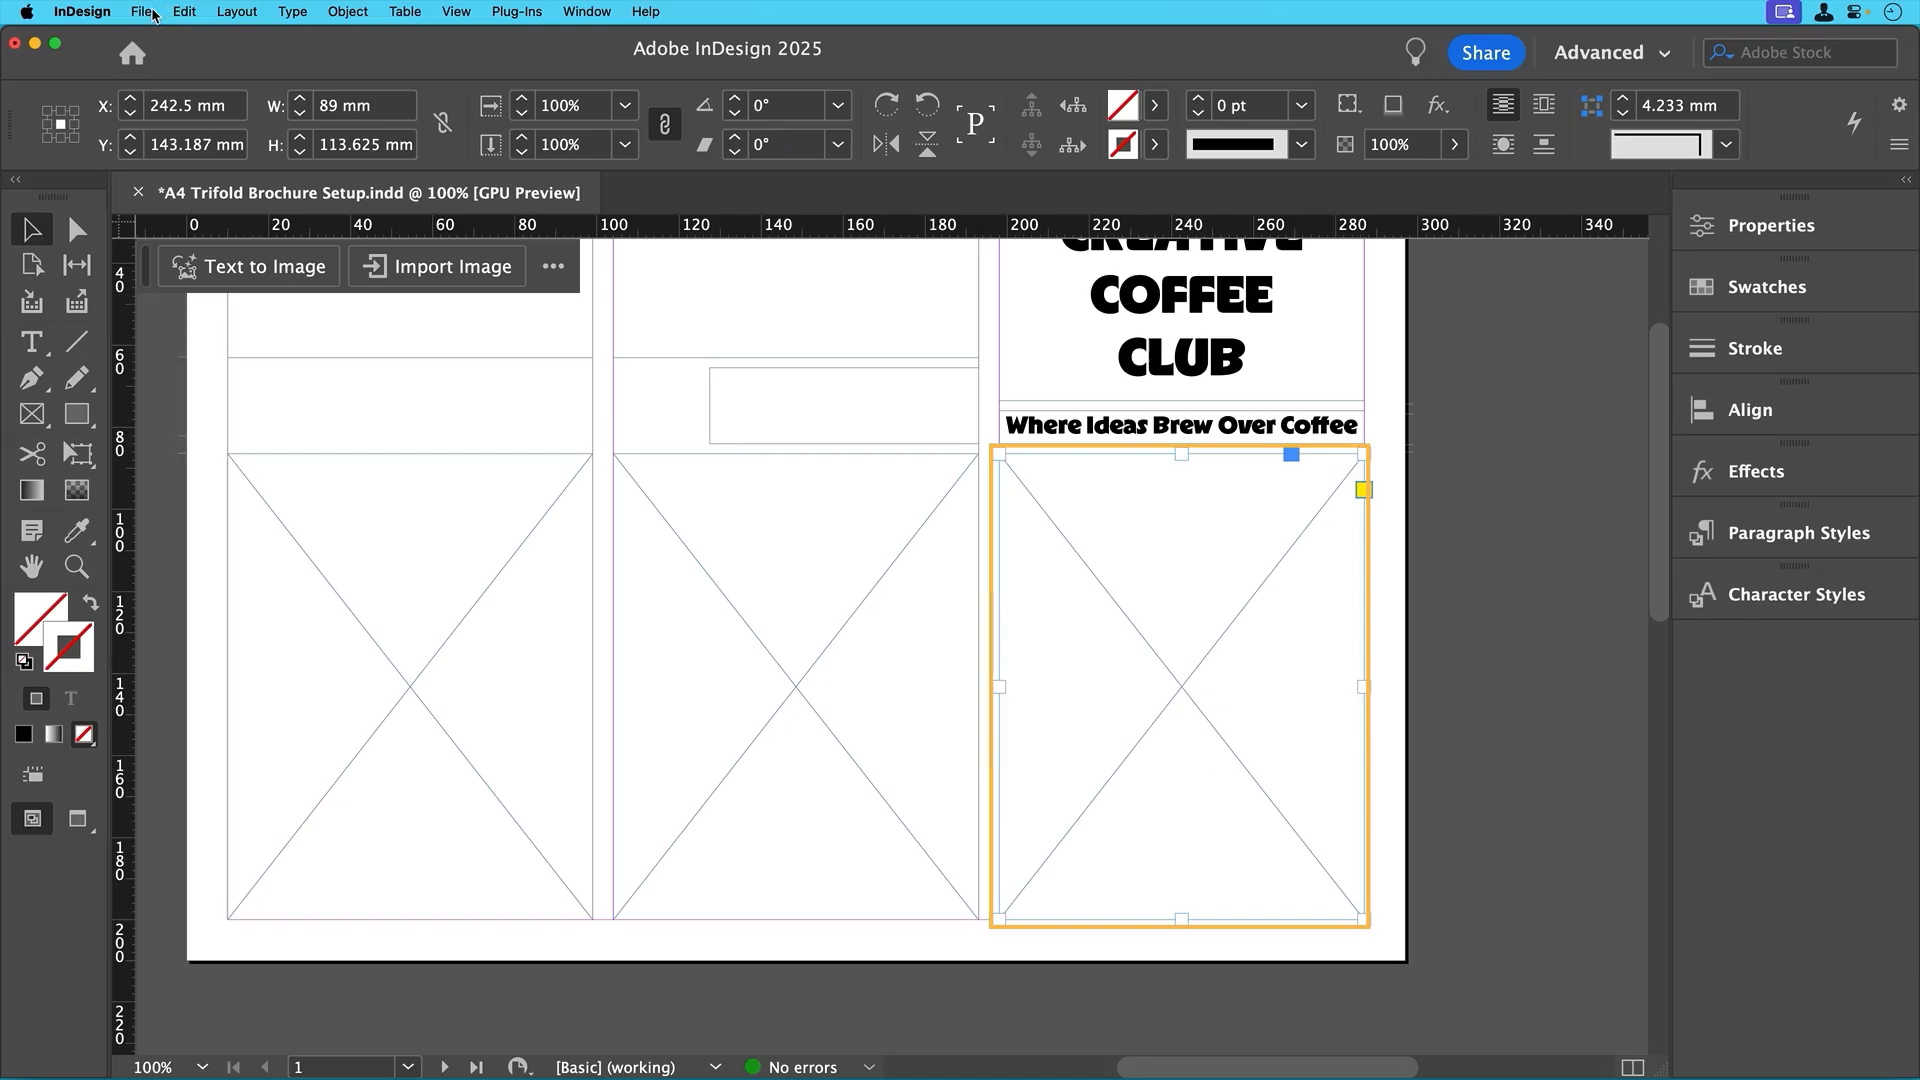 InDesign File Edit Layout Type Object Table View Plug-Ins Window Help
Adobe InDesign 2025
Share
Advanced
Adobe Stock
X: 242.5 mm W: 89 mm 100% 0° 0 pt fx 4.233 mm
P
Y: 143.187 mm H: 113.625 mm 100% 0° 100%
*A4 Trifold Brochure Setup.indd @ 100% [GPU Preview]
0 20 40 60 80 100 120 140 160 180 200 220 240 260 280 300 320 340
Text to Image Import Image
CREATIVE
COFFEE
CLUB
Where Ideas Brew Over Coffee
40
60
80
100
120
140
160
180
200
220
T
T
Properties
Swatches
Stroke
Align
fx Effects
Paragraph Styles
A Character Styles
100% 1 [Basic] (working) No errors